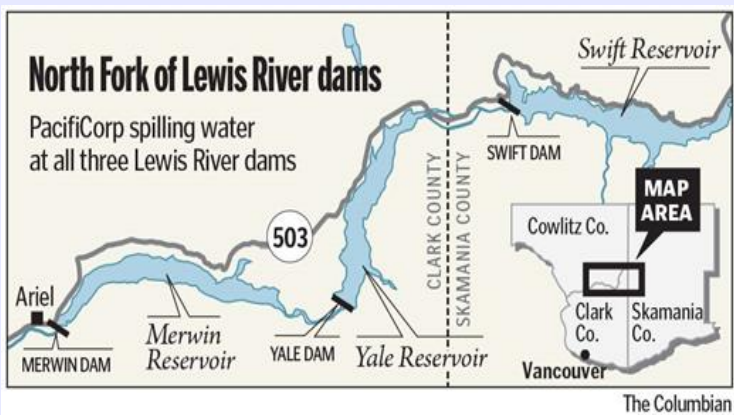 North Fork of Lewis River dams
PacifiCorp spilling water
at all three Lewis River dams
Swift Reservoir
SWIFT DAM
CLARK COUNTY
SKAMANIA COUNTY
503
MAP
AREA
Cowlitz Co.
Clark
Co.
Skamania
Co.
Vancouver
Ariel
MERWIN DAM
Merwin
Reservoir
YALE DAM
Yale Reservoir
The Columbian